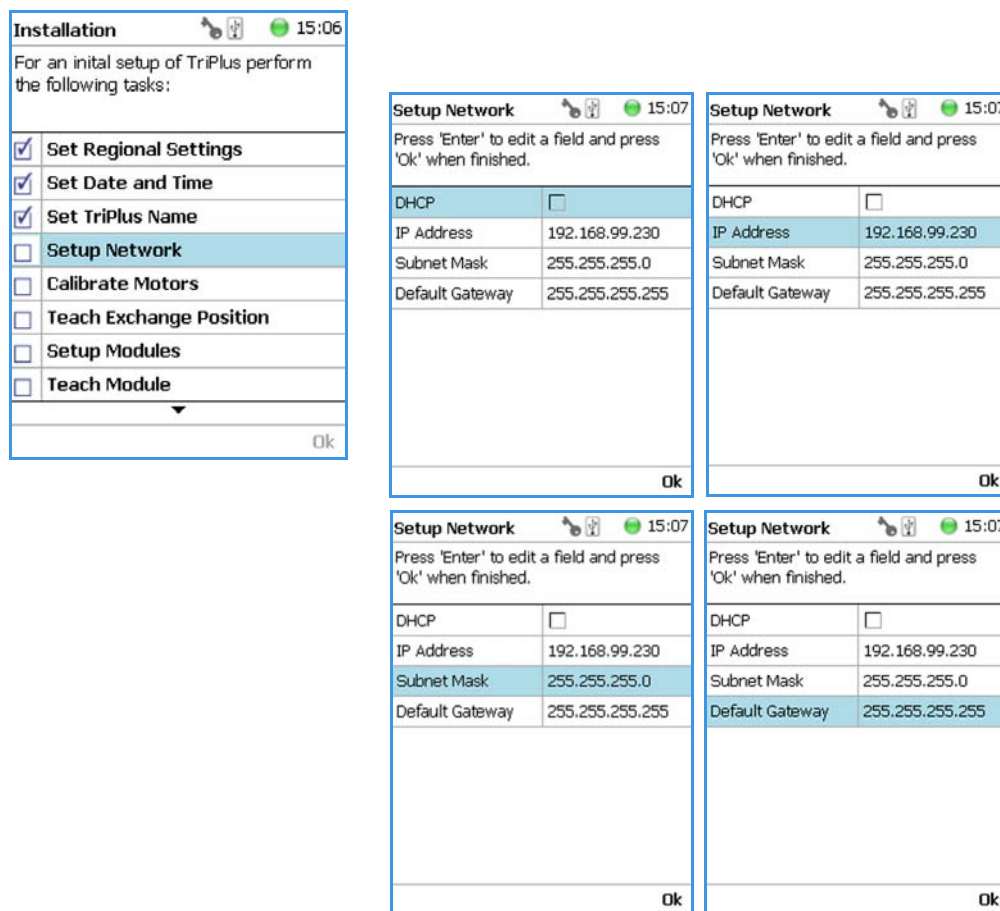 Installation 15:06
For an inital setup of TriPlus perform
the following tasks:
Set Regional Settings
Set Date and Time
Set TriPlus Name
Setup Network
Calibrate Motors
Teach Exchange Position
Setup Modules
Teach Module
Ok
Setup Network 15:07
Press 'Enter' to edit a field and press
'Ok' when finished.
DHCP
IP Address 192.168.99.230
Subnet Mask 255.255.255.0
Default Gateway 255.255.255.255
Ok
Setup Network 15:07
Press 'Enter' to edit a field and press
'Ok' when finished.
DHCP
IP Address 192.168.99.230
Subnet Mask 255.255.255.0
Default Gateway 255.255.255.255
Ok
Setup Network 15:07
Press 'Enter' to edit a field and press
'Ok' when finished.
DHCP
IP Address 192.168.99.230
Subnet Mask 255.255.255.0
Default Gateway 255.255.255.255
Ok
Setup Network 15:07
Press 'Enter' to edit a field and press
'Ok' when finished.
DHCP
IP Address 192.168.99.230
Subnet Mask 255.255.255.0
Default Gateway 255.255.255.255
Ok